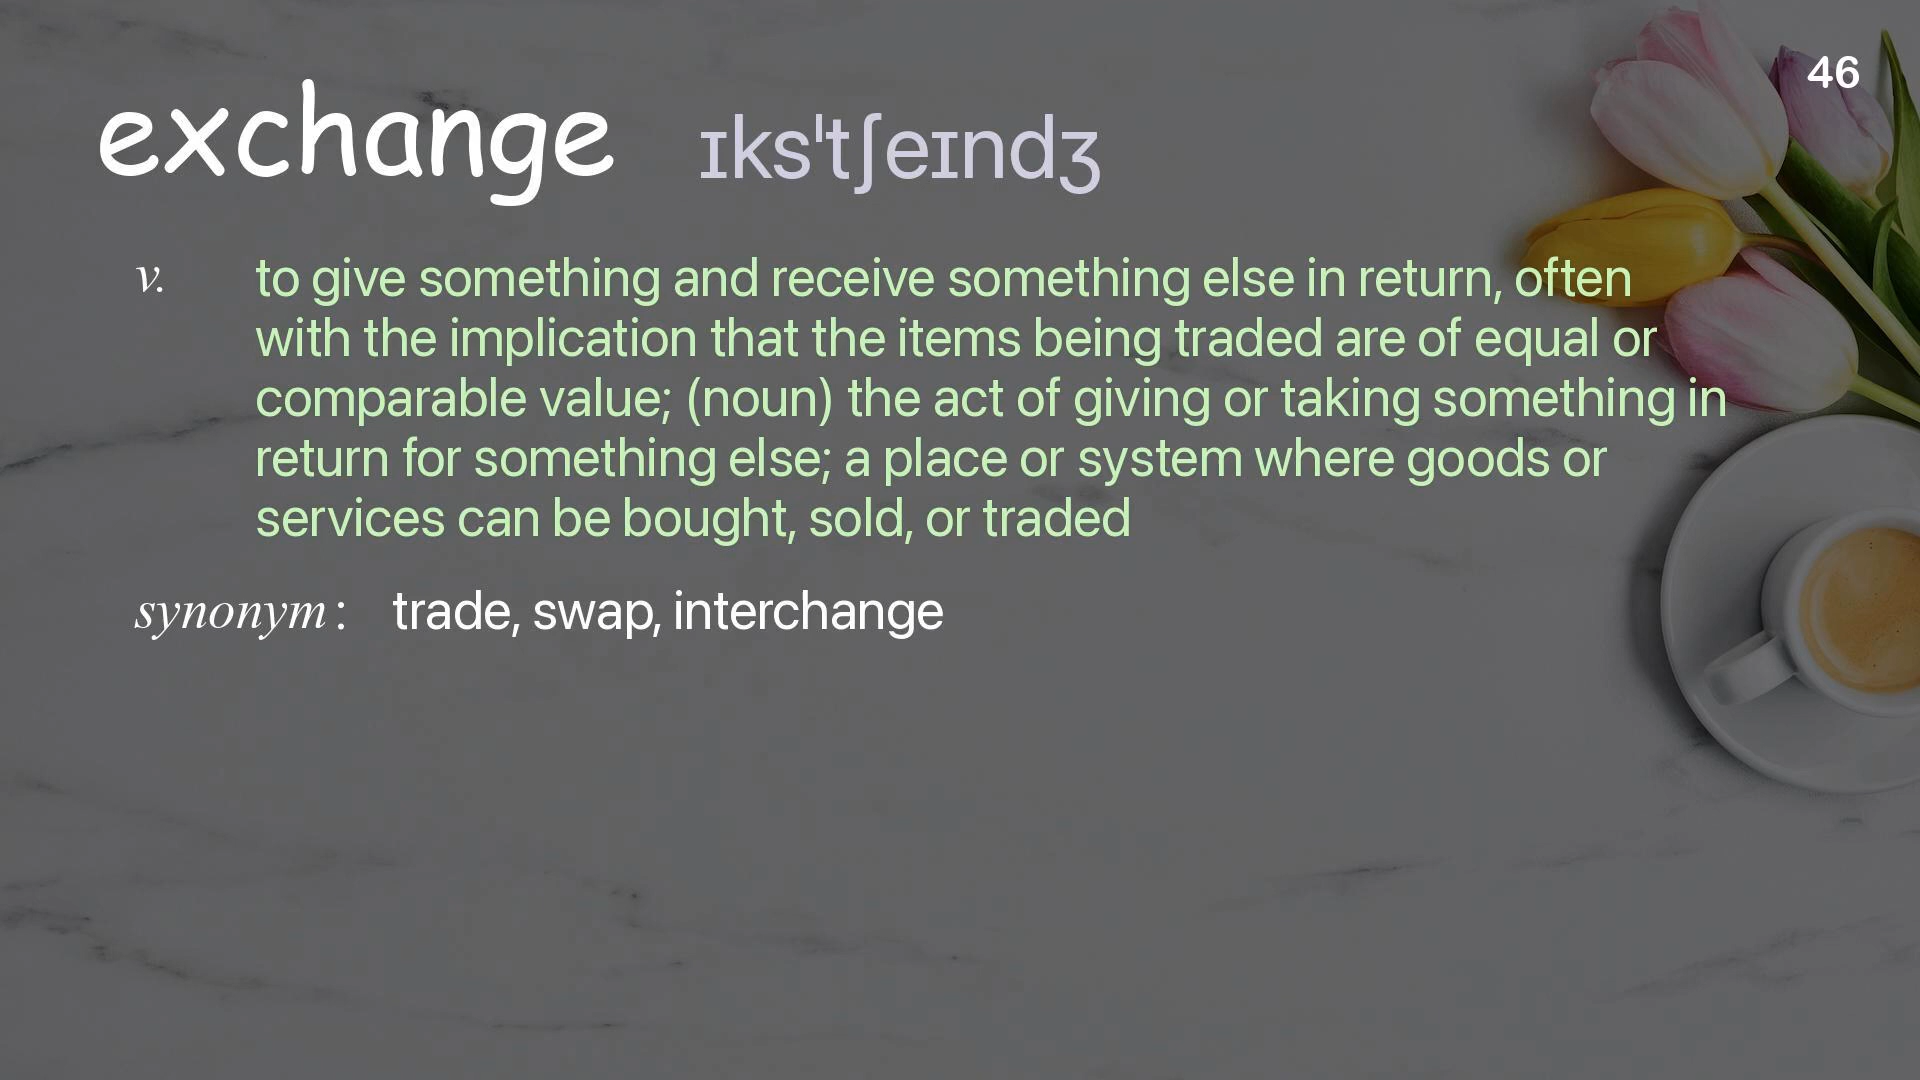 46
exchange ɪksˈtʃeɪndʒ
v. to give something and receive something else in return, often
with the implication that the items being traded are of equal or
comparable value; (noun) the act of giving or taking something in
return for something else; a place or system where goods or
services can be bought, sold, or traded
synonym : trade, swap, interchange